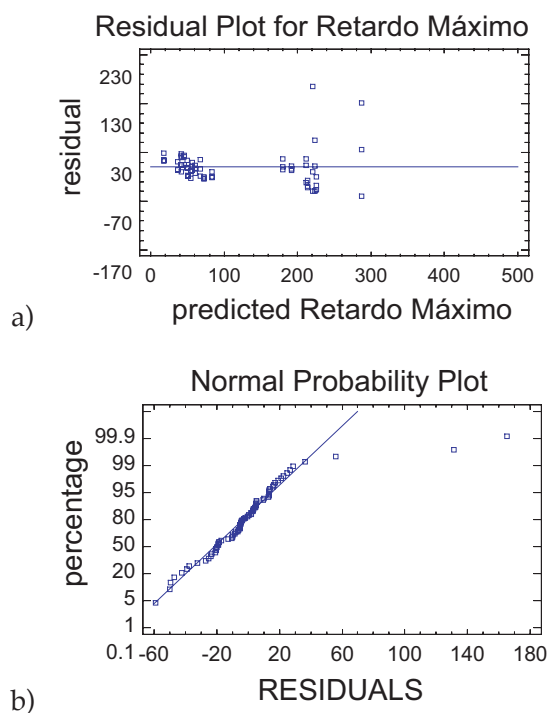 Residual Plot for Retardo Máximo
residual
230
130
30
-70
-170
0 100 200 300 400 500
predicted Retardo Máximo
a)
Normal Probability Plot
percentage
99.9
99
95
80
50
20
5
1
0.1
-60 -20 20 60 100 140 180
RESIDUALS
b)